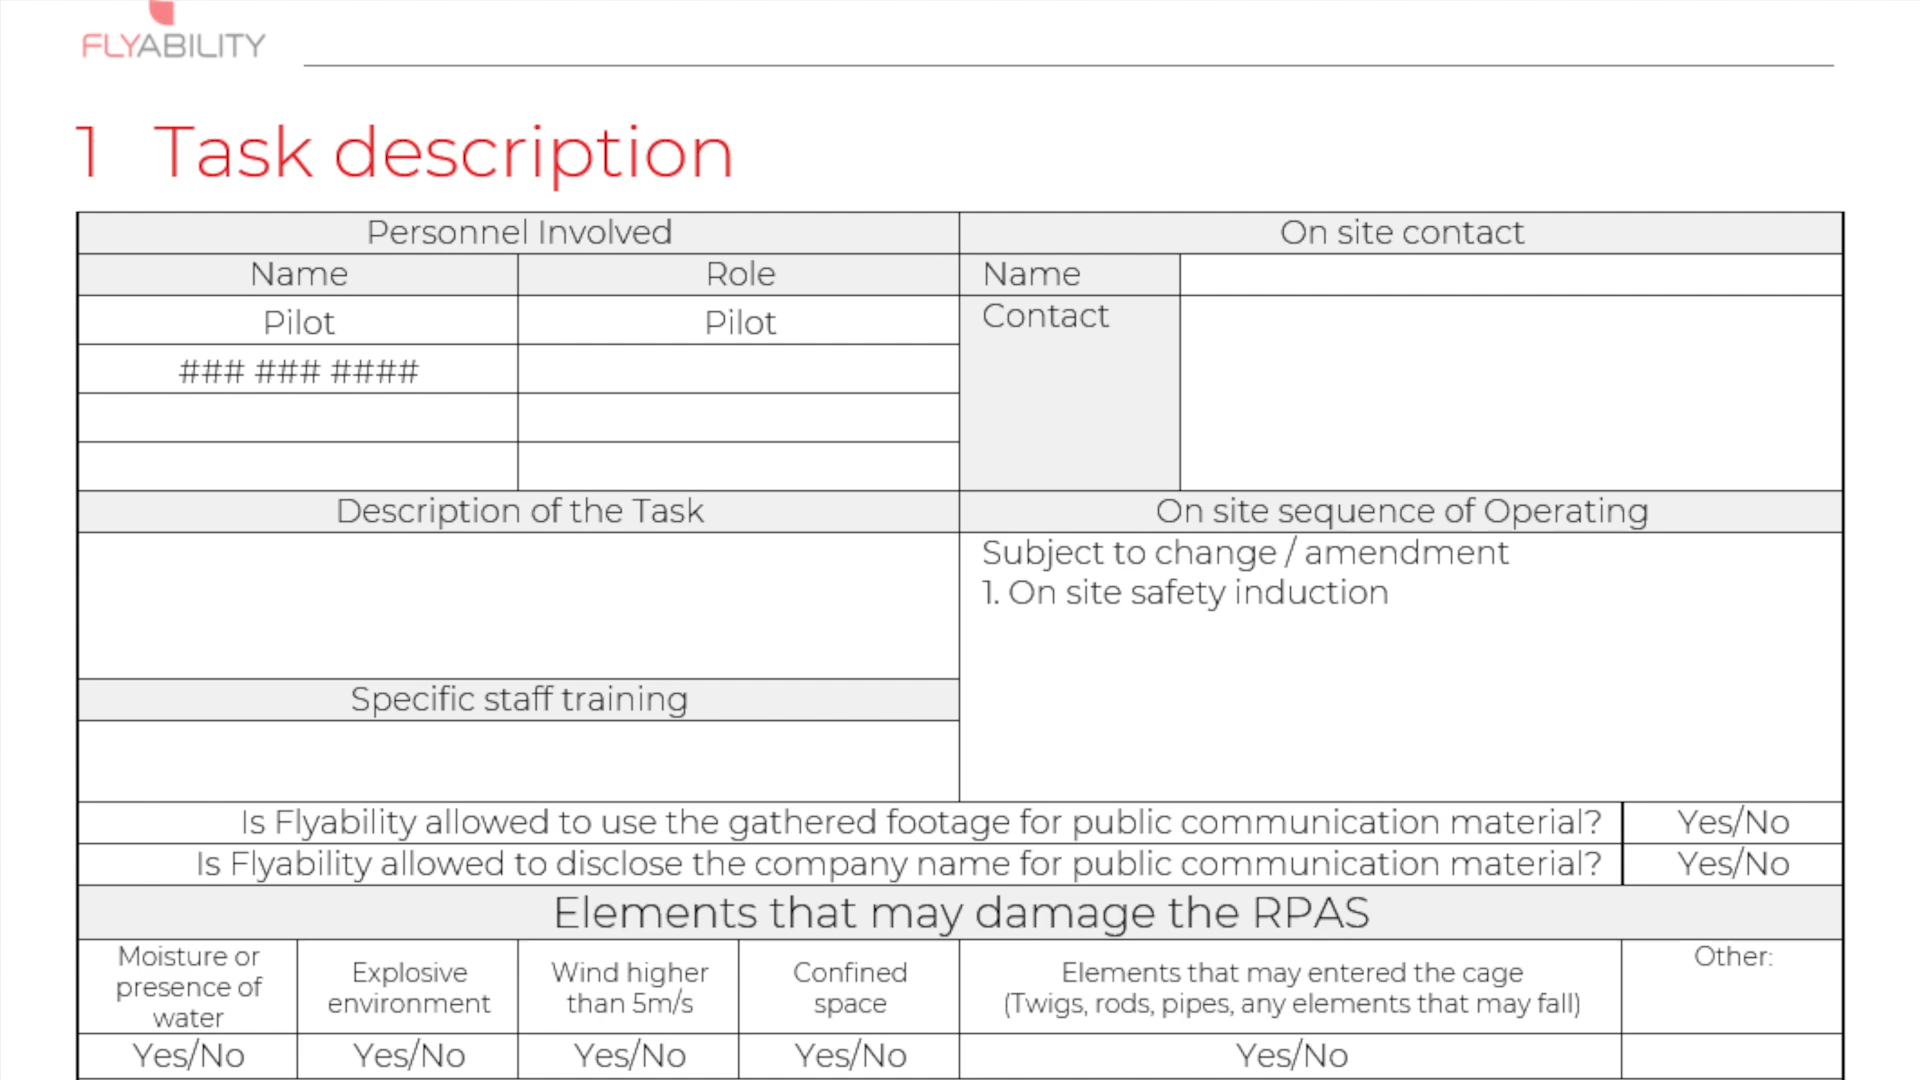 FLYABILITY
1 Task description
Personnel Involved
On site contact
Name
Role
Name
Pilot
Pilot
Contact
### ### ####
Description of the Task
On site sequence of Operating
Subject to change / amendment
1. On site safety induction
Specific staff training
Is Flyability allowed to use the gathered footage for public communication material?
Yes/No
Is Flyability allowed to disclose the company name for public communication material?
Yes/No
Elements that may damage the RPAS
Moisture or
presence of
water
Explosive
environment
Wind higher
than 5m/s
Confined
space
Elements that may entered the cage
(Twigs, rods, pipes, any elements that may fall)
Other:
Yes/No
Yes/No
Yes/No
Yes/No
Yes/No